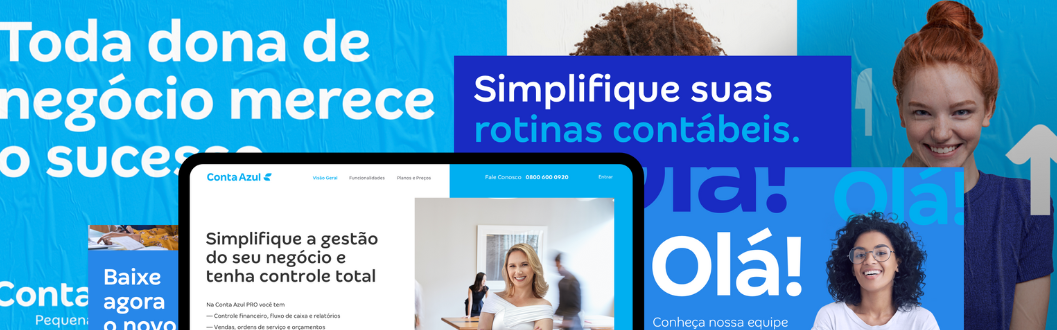 Toda dona de
negócio merece
o sucesso
Simplifique suas
rotinas contábeis.
Conta Azul
Visão Geral Funcionalidades Planos e Preços
Fale Conosco 0800 600 0920
Entrar
Simplifique a gestão
do seu negócio e
tenha controle total
Na Conta Azul PRO você tem
— Controle financeiro, fluxo de caixa e relatórios
— Vendas, ordens de serviço e orçamentos
Baixe
agora
o novo
Conta
Pequena
Olá!
Olá!
Olá!
Conheça nossa equipe